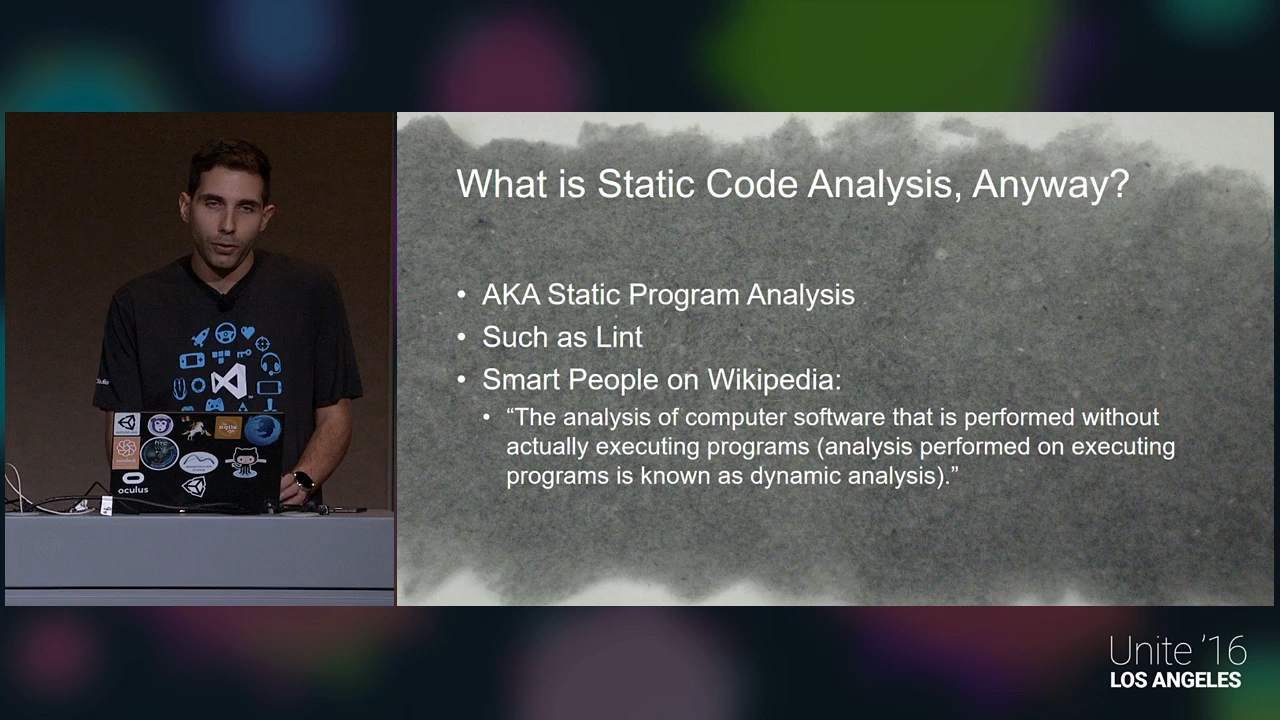 What is Static Code Analysis, Anyway?
• AKA Static Program Analysis
• Such as Lint
• Smart People on Wikipedia:
• “The analysis of computer software that is performed without
actually executing programs (analysis performed on executing
programs is known as dynamic analysis).”
oculus
Unite ’16
LOS ANGELES